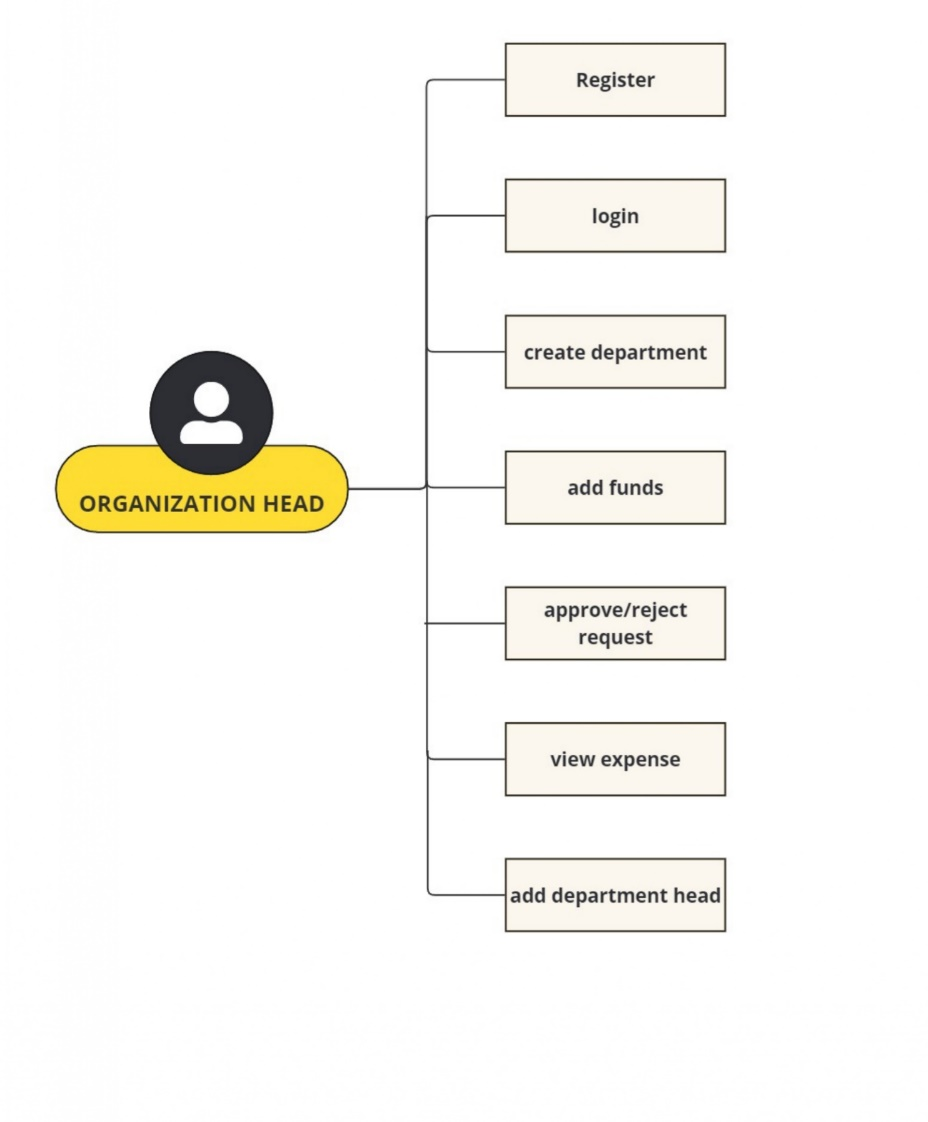 Register
login
create department
ORGANIZATION HEAD
add funds
approve/reject
request
view expense
add department head